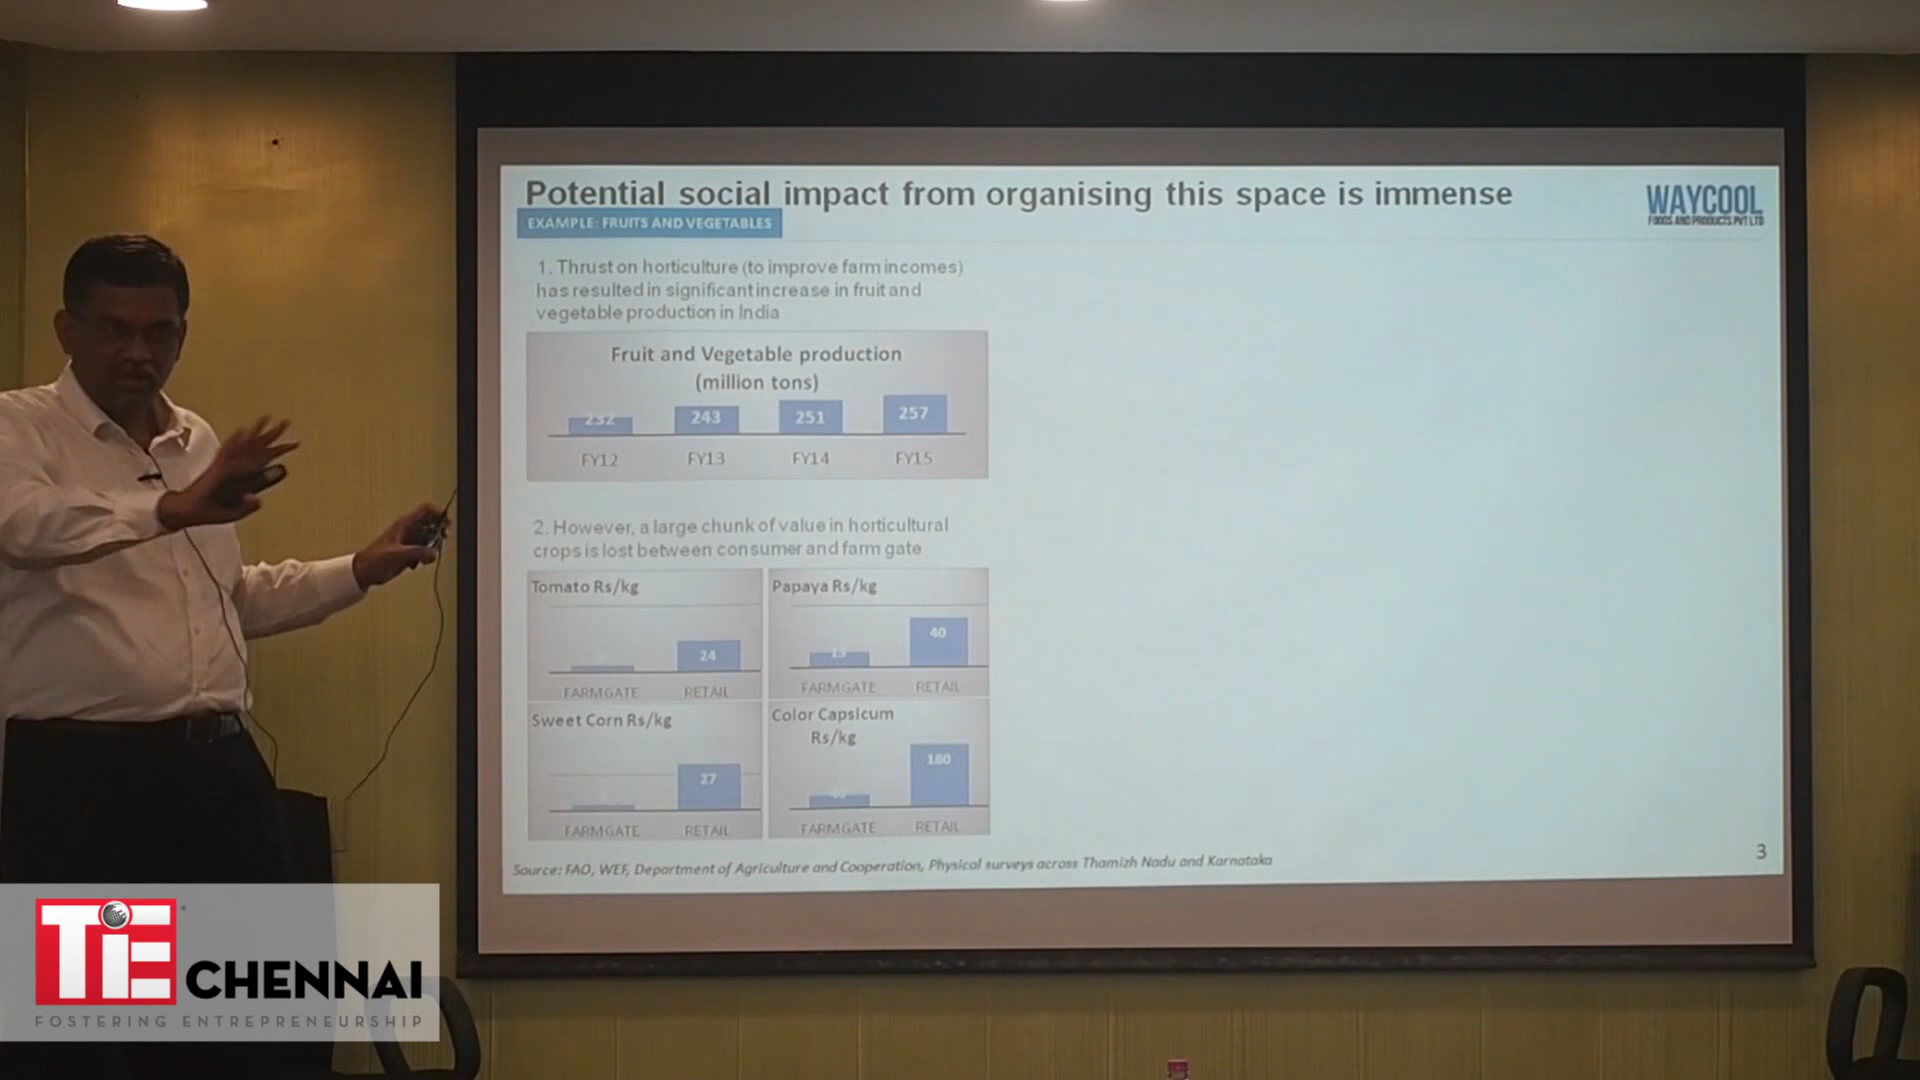 Potential social impact from organising this space is immense
WAYCOOL
FOODS AND PRODUCTS PVT LTD
EXAMPLE: FRUITS AND VEGETABLES
1. Thrust on horticulture (to improve farm incomes)
has resulted in significant increase in fruit and
vegetable production in India
Fruit and Vegetable production
(million tons)
232 243 251 257
FY12 FY13 FY14 FY15
2. However, a large chunk of value in horticultural
crops is lost between consumer and farm gate
Tomato Rs/kg
24
FARMGATE RETAIL
Papaya Rs/kg
40
FARMGATE RETAIL
Sweet Corn Rs/kg
27
FARMGATE RETAIL
Color Capsicum
Rs/kg
180
FARMGATE RETAIL
Source: FAO, WEF, Department of Agriculture and Cooperation, Physical surveys across Thamizh Nadu and Karnataka
3
TiE CHENNAI
FOSTERING ENTREPRENEURSHIP